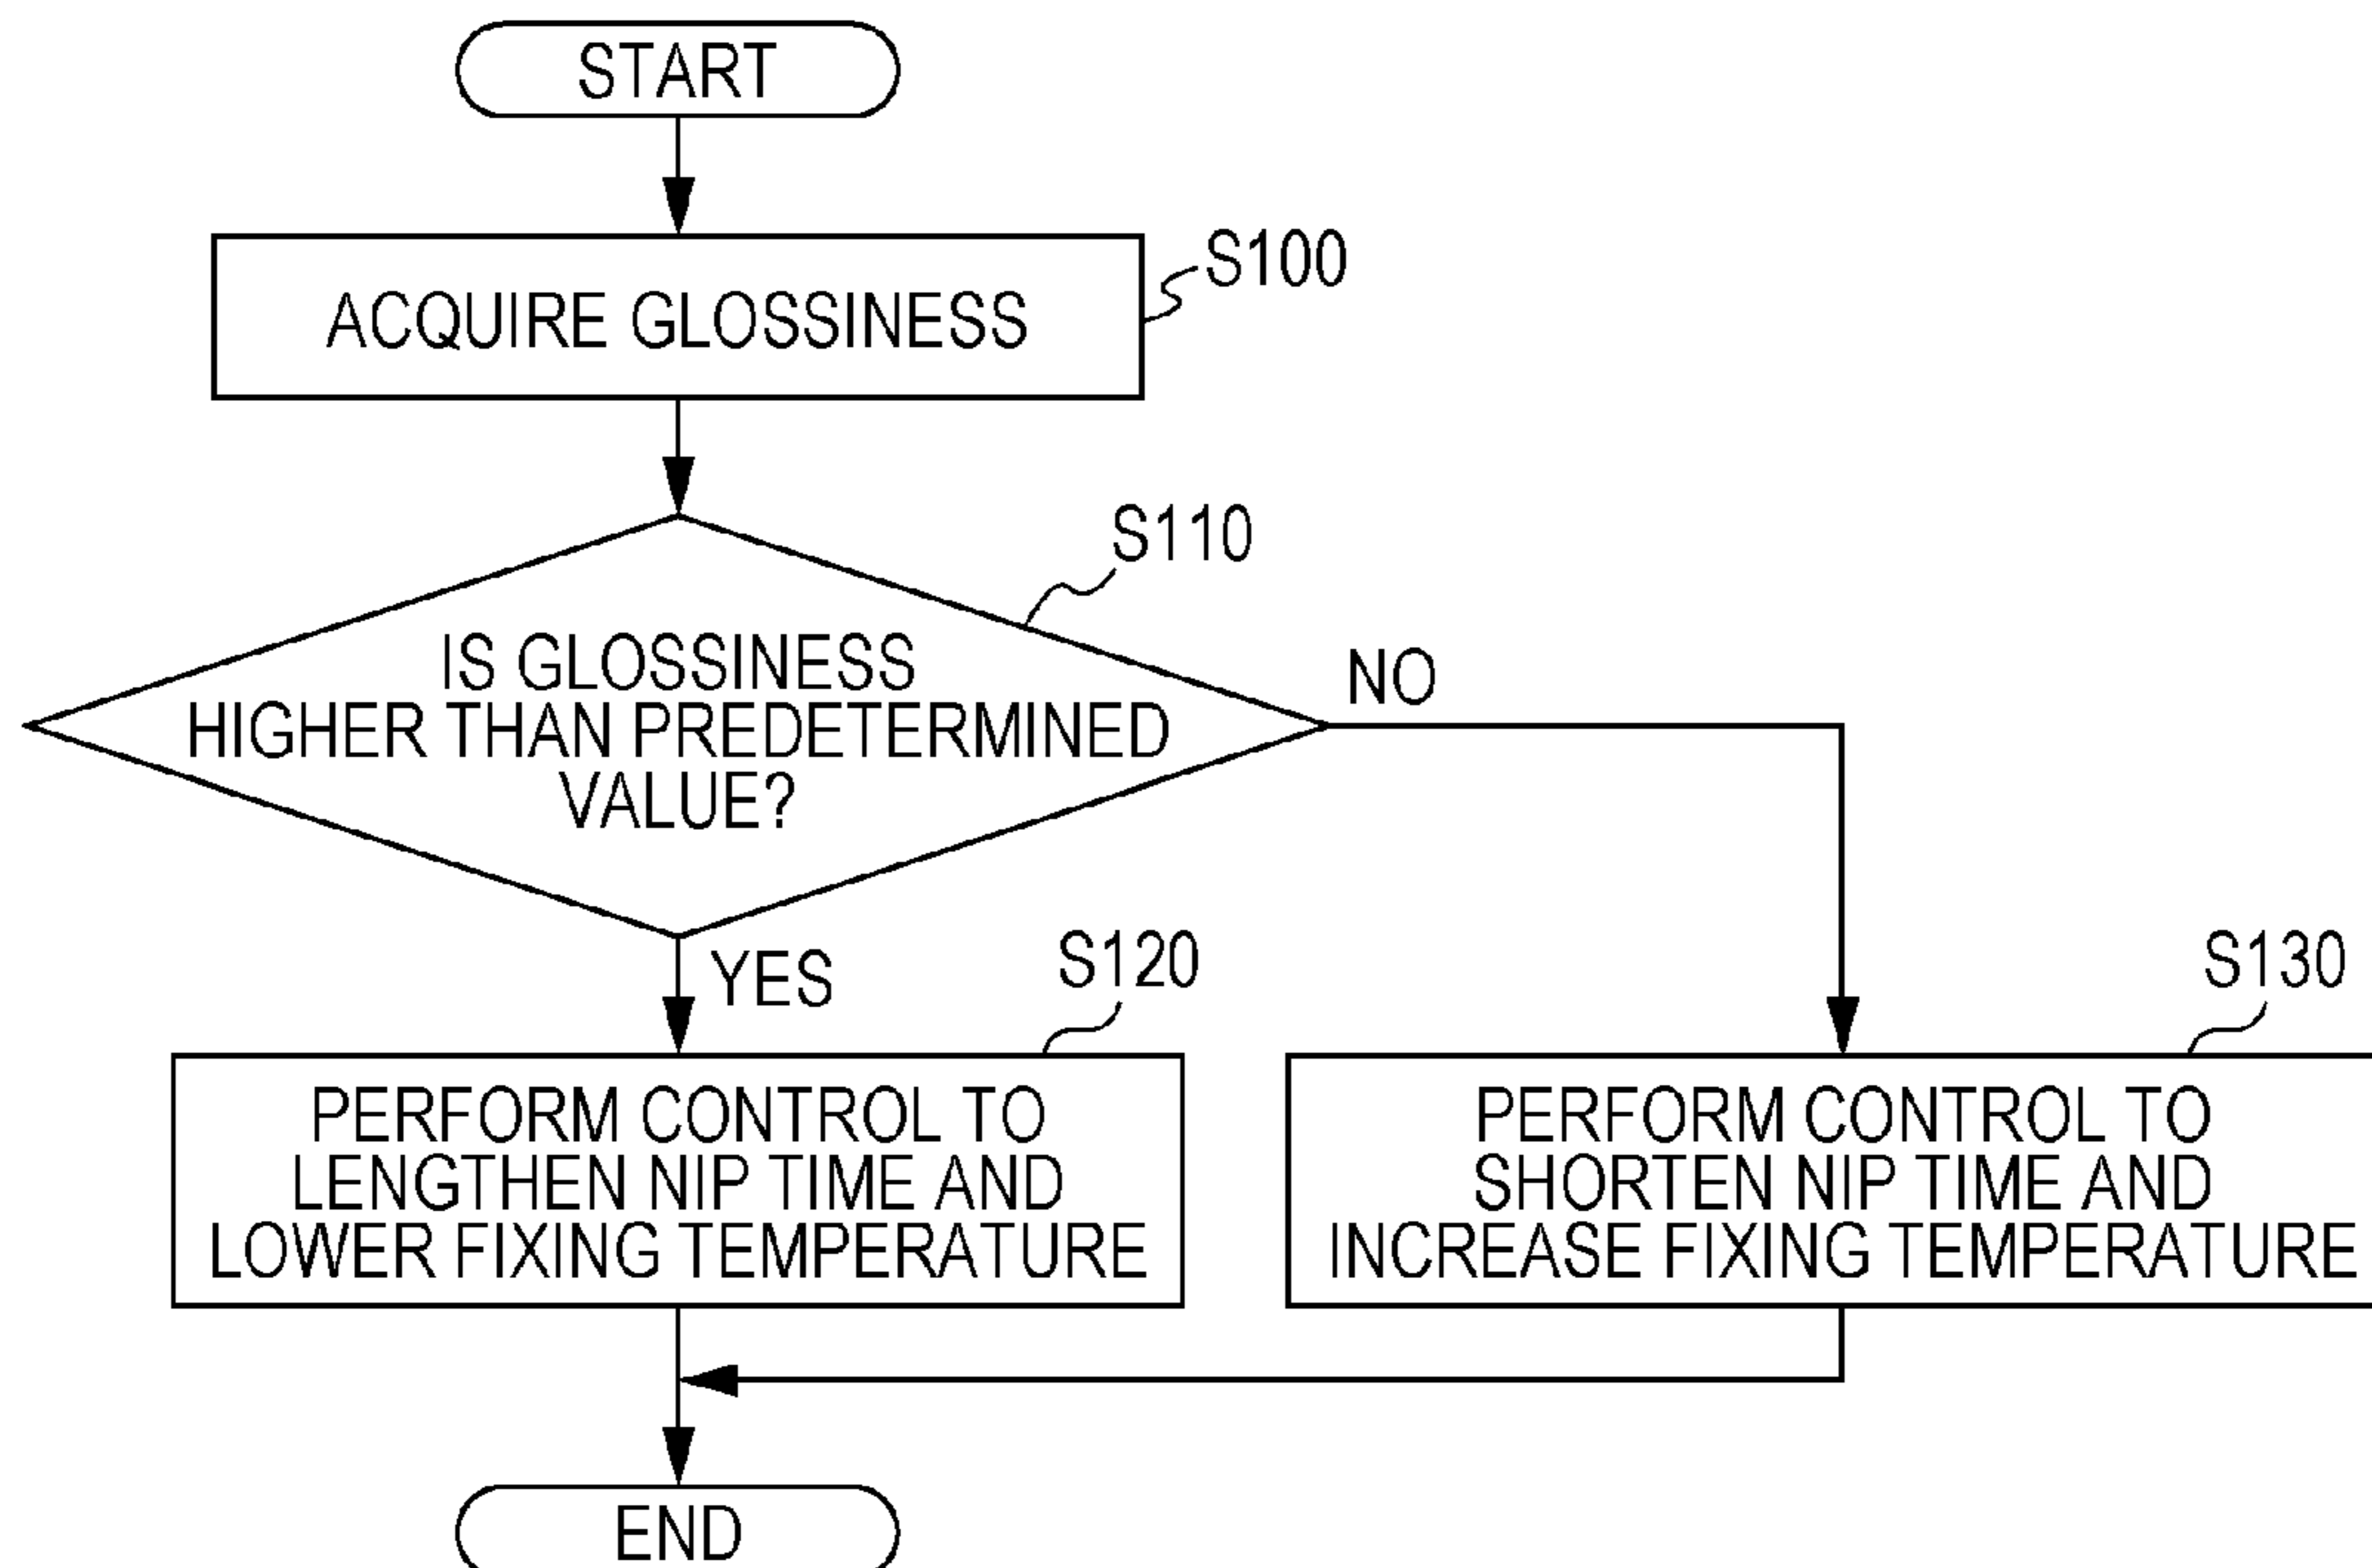 START
ACQUIRE GLOSSINESS
S100
S110
IS GLOSSINESS
HIGHER THAN PREDETERMINED
VALUE?
NO
YES
S120
PERFORM CONTROL TO
LENGTHEN NIP TIME AND
LOWER FIXING TEMPERATURE
S130
PERFORM CONTROL TO
SHORTEN NIP TIME AND
INCREASE FIXING TEMPERATURE
END